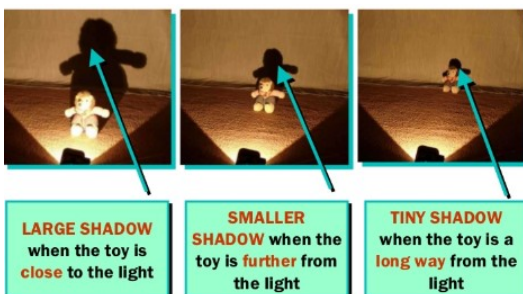 LARGE SHADOW
when the toy is
close to the light
SMALLER
SHADOW when the
toy is further from
the light
TINY SHADOW
when the toy is a
long way from the
light